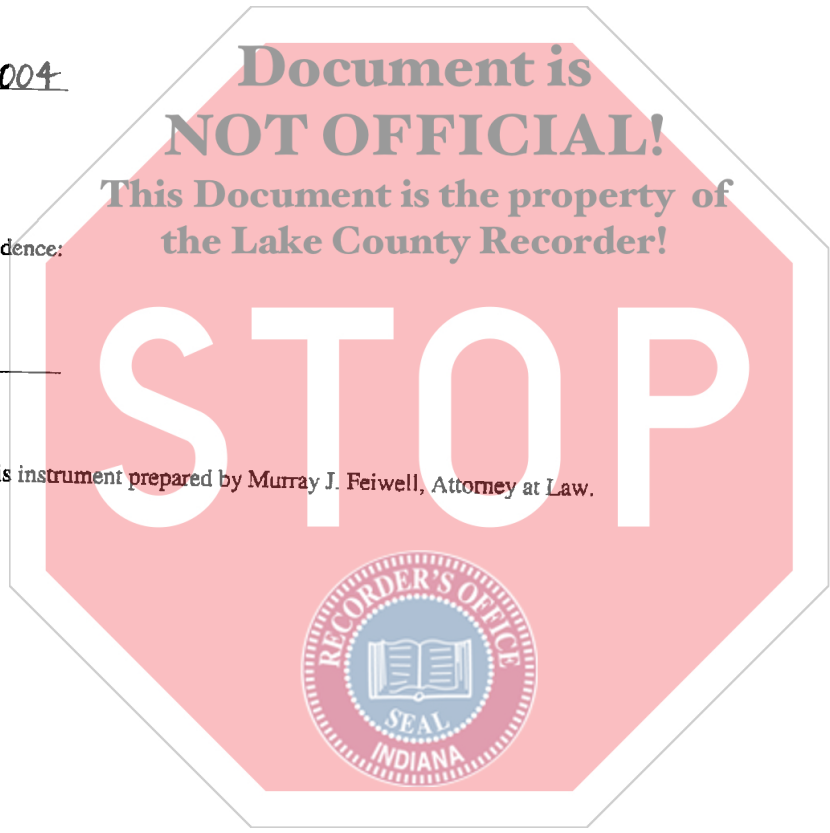 004
Document is
NOT OFFICIAL!
This Document is the property of
the Lake County Recorder!
dence:
STOP
is instrument prepared by Murray J. Feiwell, Attorney at Law.
RECORDER'S OFFICE
SEAL
INDIANA